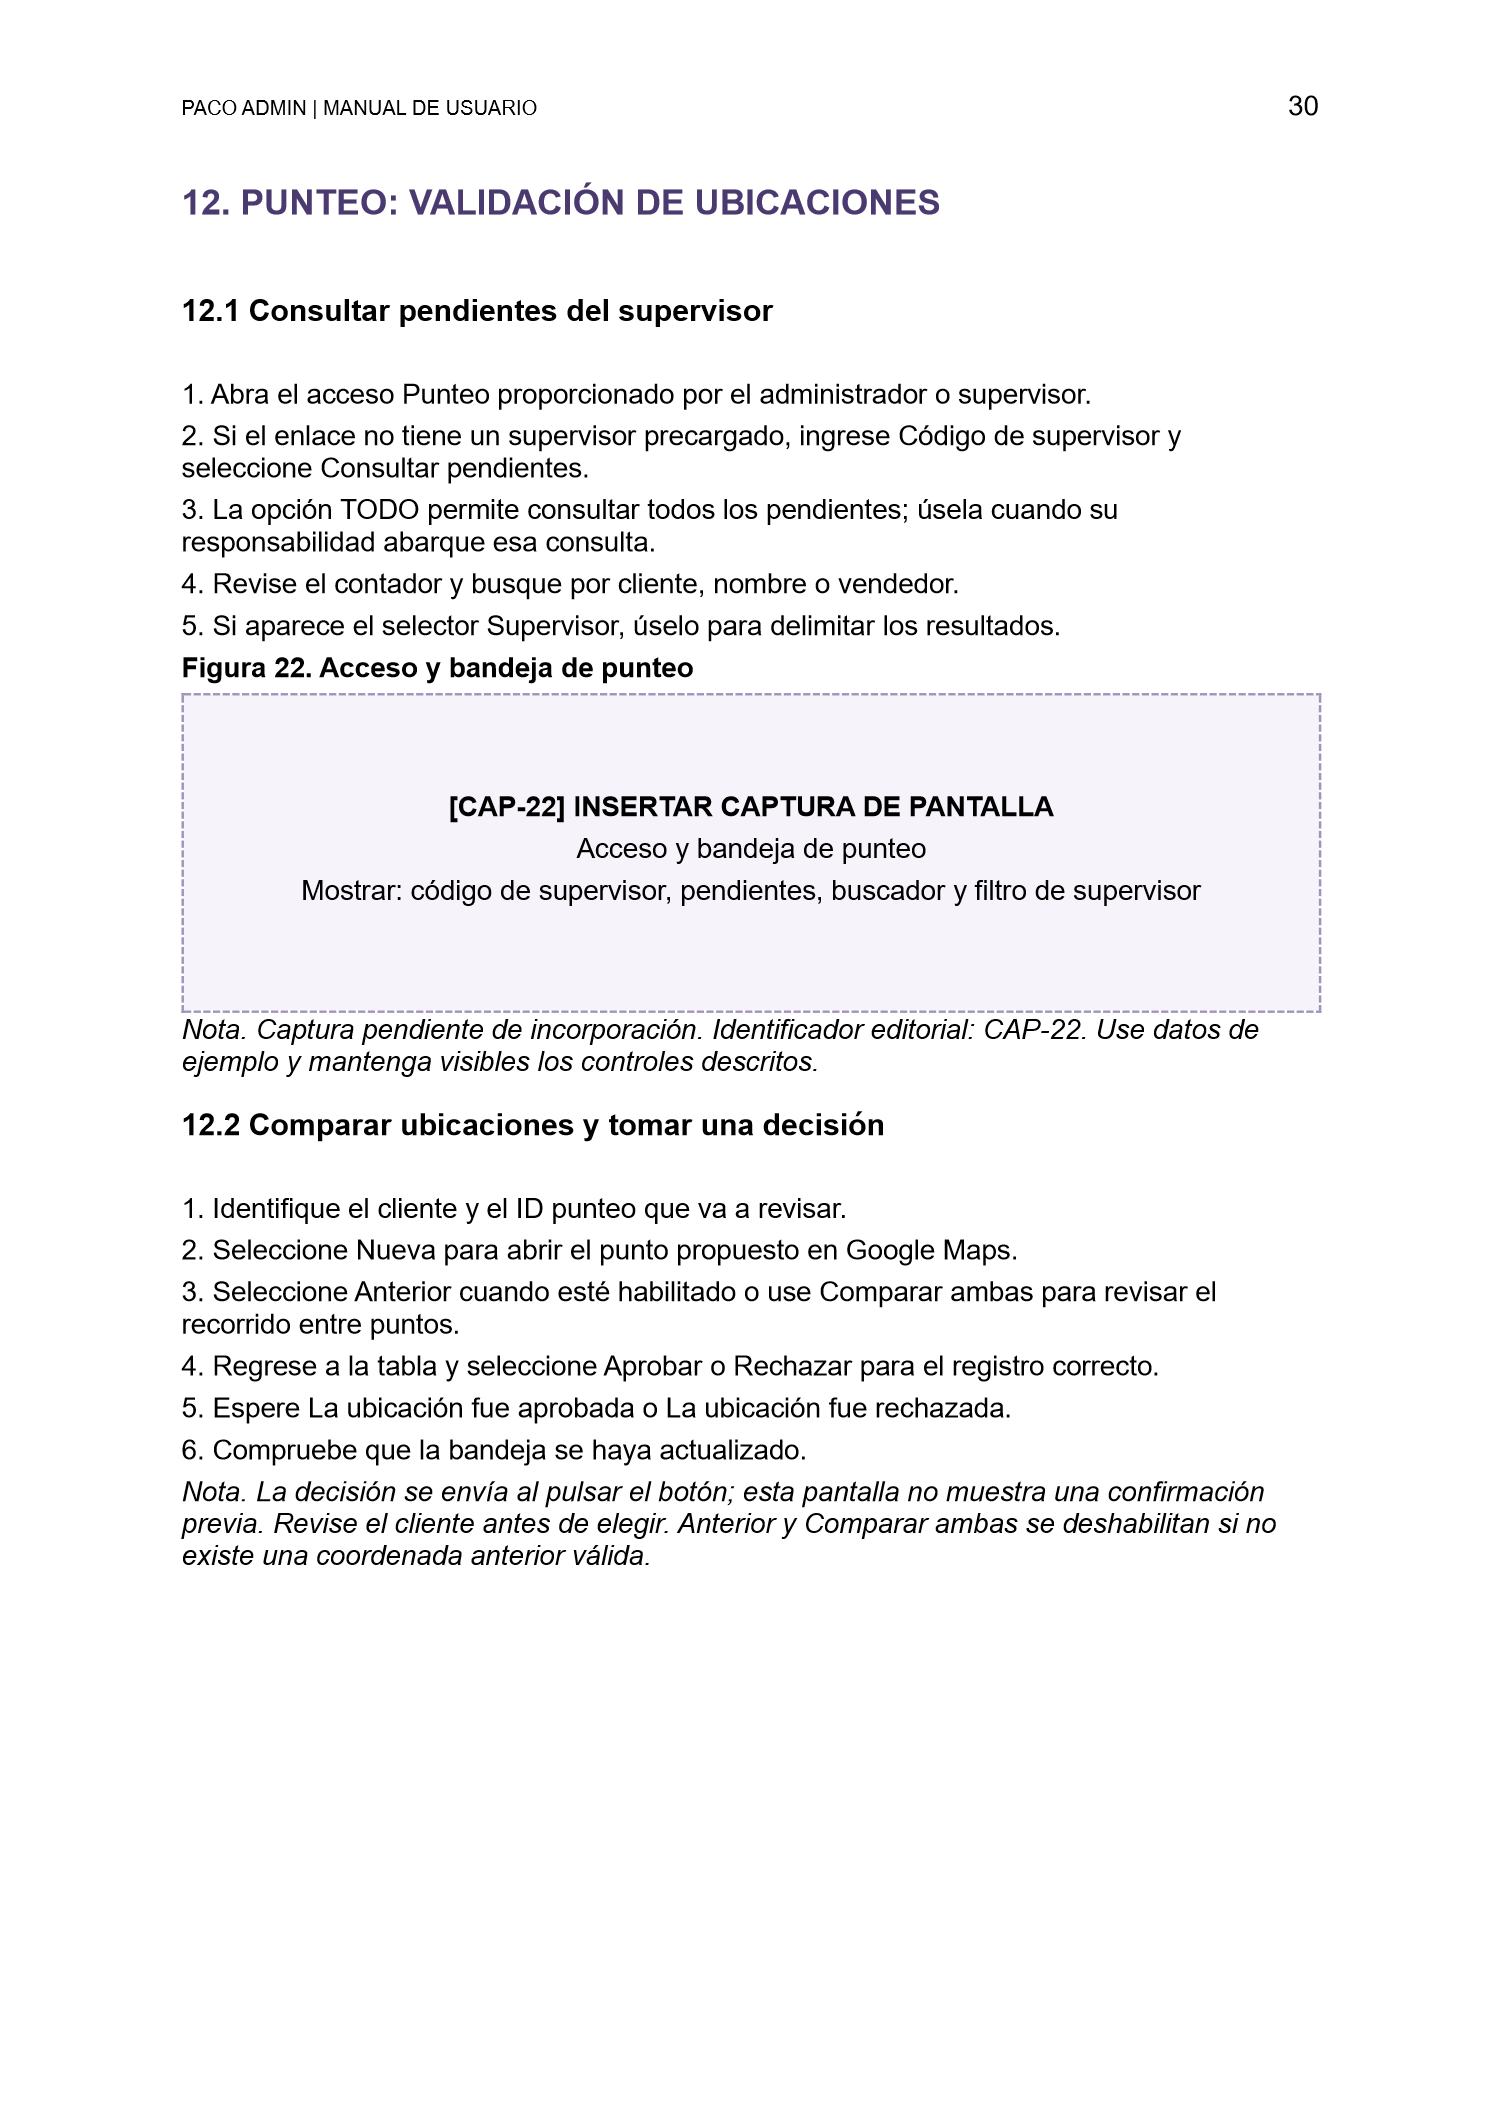 PACO ADMIN | MANUAL DE USUARIO
30
12. PUNTEO: VALIDACIÓN DE UBICACIONES
12.1 Consultar pendientes del supervisor
1. Abra el acceso Punteo proporcionado por el administrador o supervisor.
2. Si el enlace no tiene un supervisor precargado, ingrese Código de supervisor y
seleccione Consultar pendientes.
3. La opción TODO permite consultar todos los pendientes; úsela cuando su
responsabilidad abarque esa consulta.
4. Revise el contador y busque por cliente, nombre o vendedor.
5. Si aparece el selector Supervisor, úselo para delimitar los resultados.
Figura 22. Acceso y bandeja de punteo
[CAP-22] INSERTAR CAPTURA DE PANTALLA
Acceso y bandeja de punteo
Mostrar: código de supervisor, pendientes, buscador y filtro de supervisor
Nota. Captura pendiente de incorporación. Identificador editorial: CAP-22. Use datos de
ejemplo y mantenga visibles los controles descritos.
12.2 Comparar ubicaciones y tomar una decisión
1. Identifique el cliente y el ID punteo que va a revisar.
2. Seleccione Nueva para abrir el punto propuesto en Google Maps.
3. Seleccione Anterior cuando esté habilitado o use Comparar ambas para revisar el
recorrido entre puntos.
4. Regrese a la tabla y seleccione Aprobar o Rechazar para el registro correcto.
5. Espere La ubicación fue aprobada o La ubicación fue rechazada.
6. Compruebe que la bandeja se haya actualizado.
Nota. La decisión se envía al pulsar el botón; esta pantalla no muestra una confirmación
previa. Revise el cliente antes de elegir. Anterior y Comparar ambas se deshabilitan si no
existe una coordenada anterior válida.